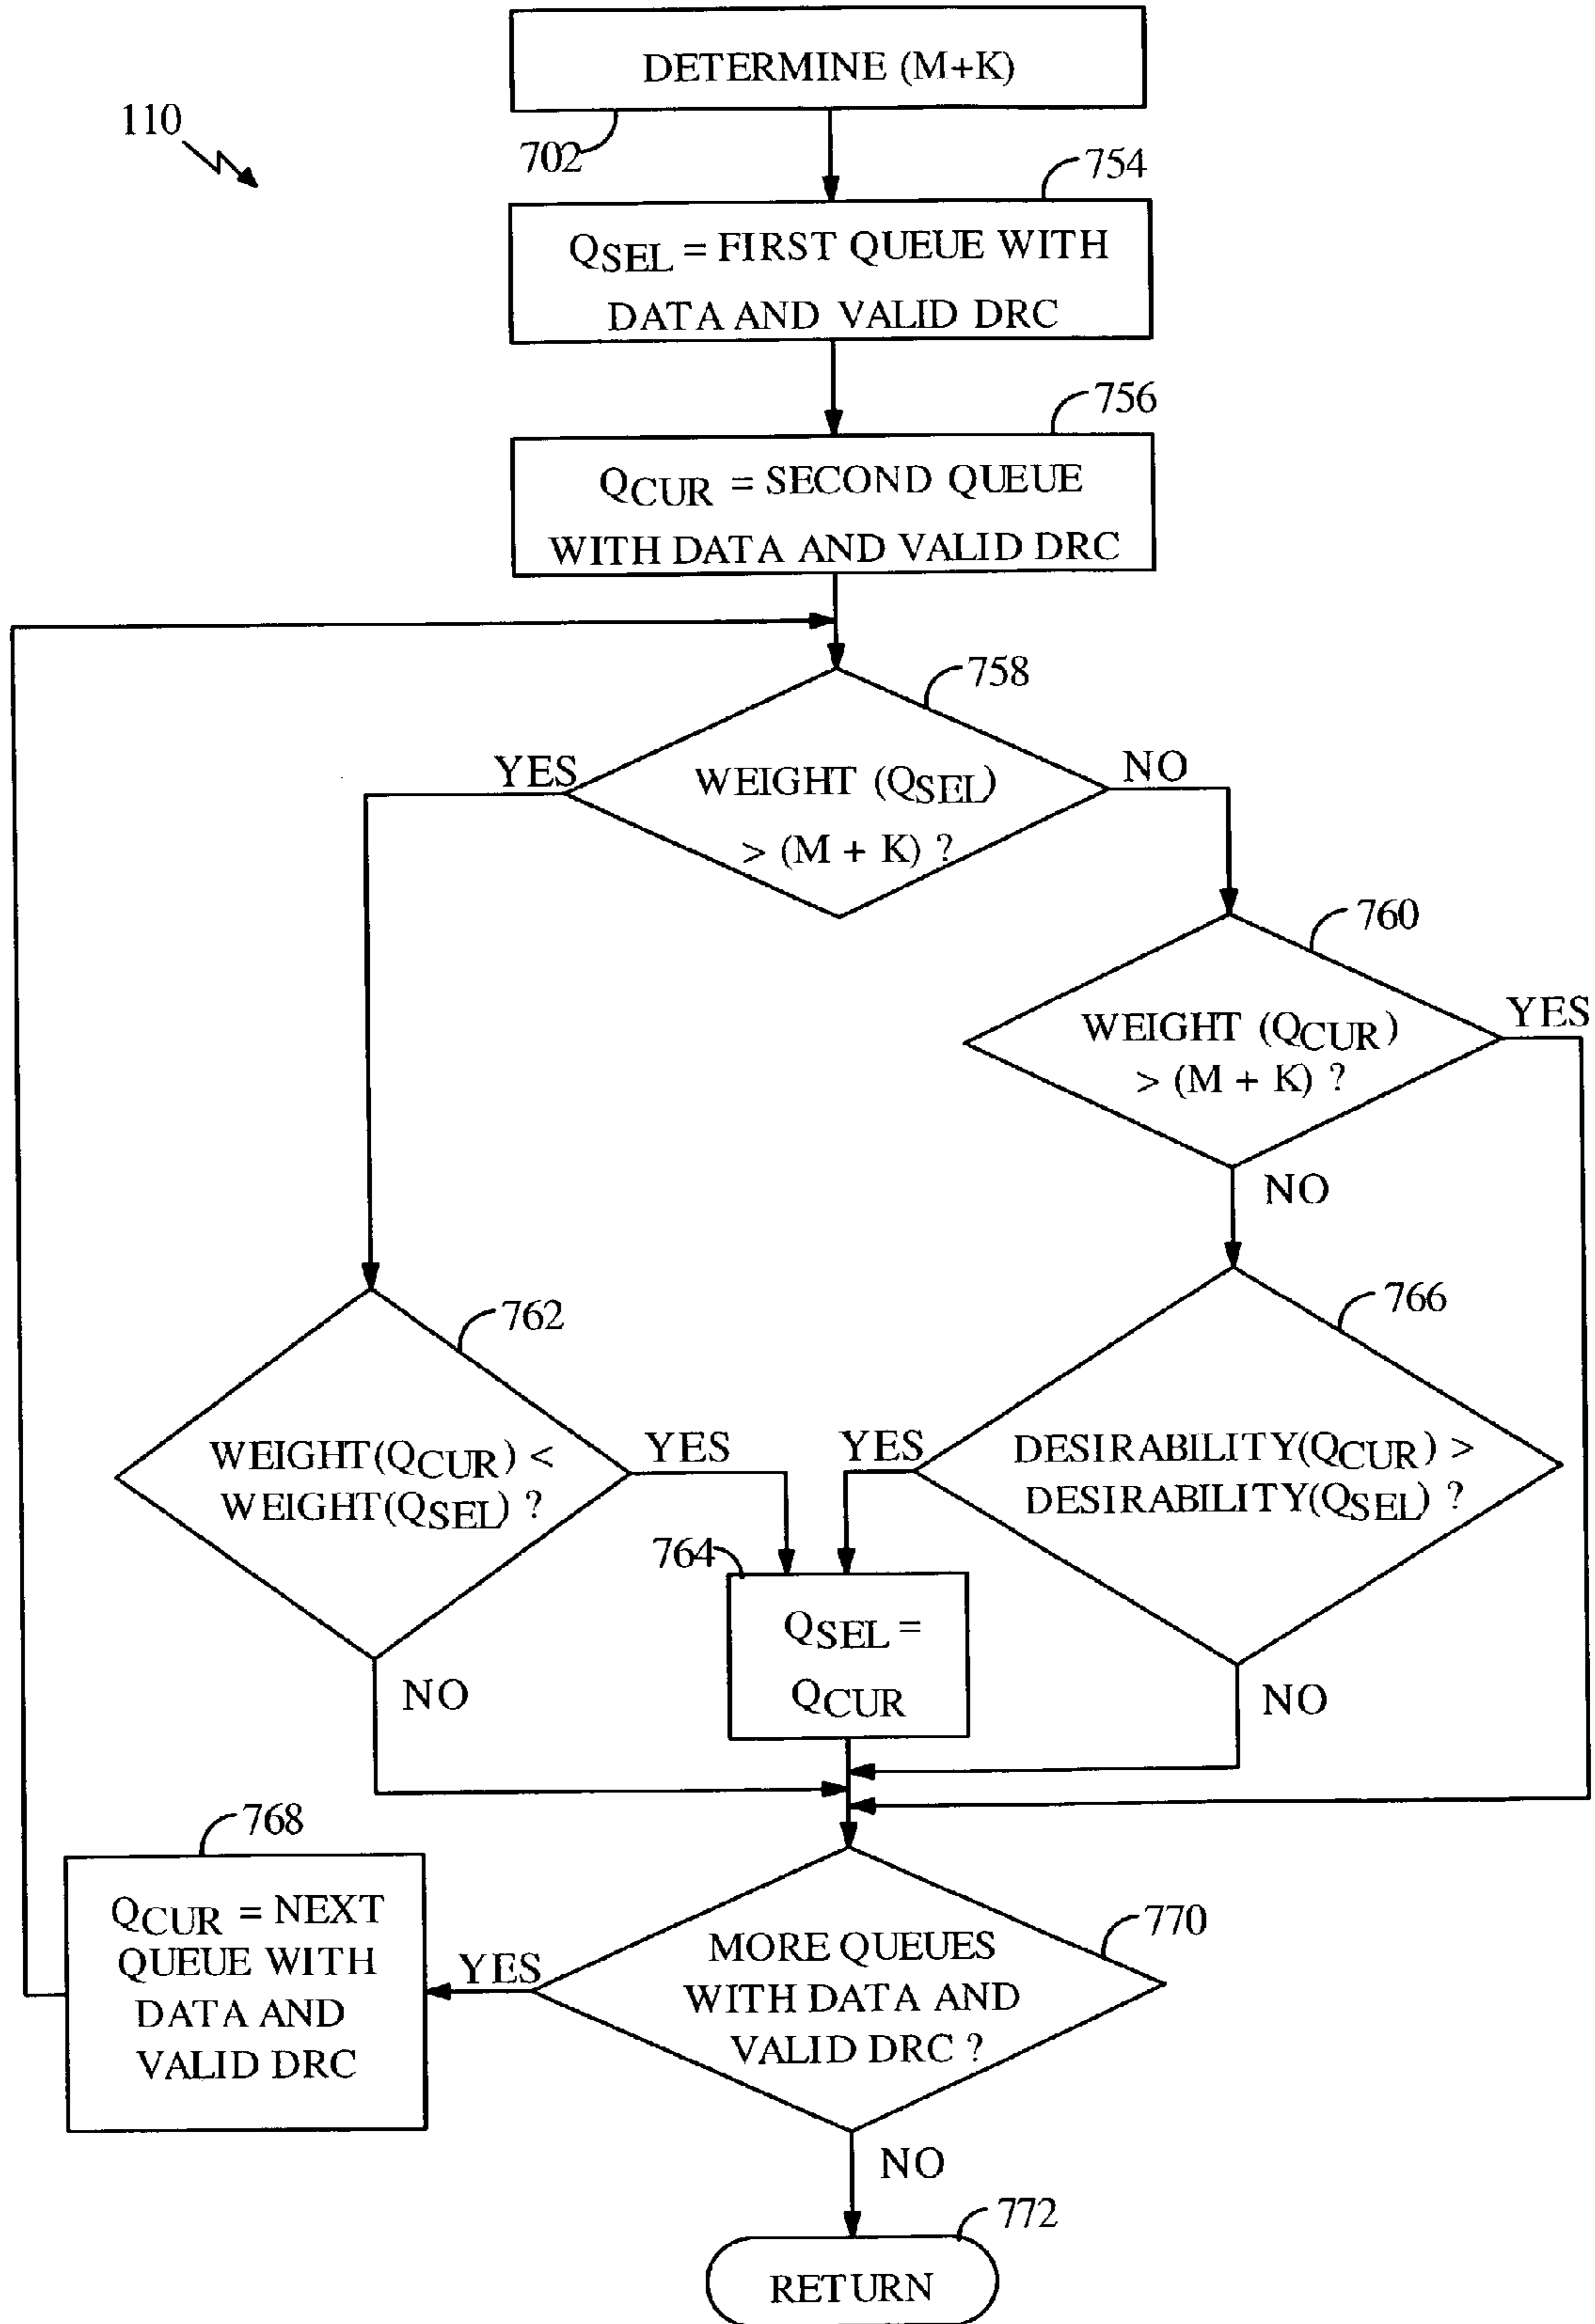 DETERMINE (M+K)
110
702
754
QSEL = FIRST QUEUE WITH
DATA AND VALID DRC
756
QCUR = SECOND QUEUE
WITH DATA AND VALID DRC
758
YES
NO
WEIGHT (QSEL)
> (M + K) ?
760
YES
WEIGHT (QCUR)
> (M + K) ?
NO
762
766
WEIGHT(QCUR) <
WEIGHT(QSEL) ?
YES
YES
DESIRABILITY(QCUR) >
DESIRABILITY(QSEL) ?
764
QSEL =
QCUR
NO
NO
768
QCUR = NEXT
QUEUE WITH
DATA AND
VALID DRC
YES
770
MORE QUEUES
WITH DATA AND
VALID DRC ?
NO
772
RETURN